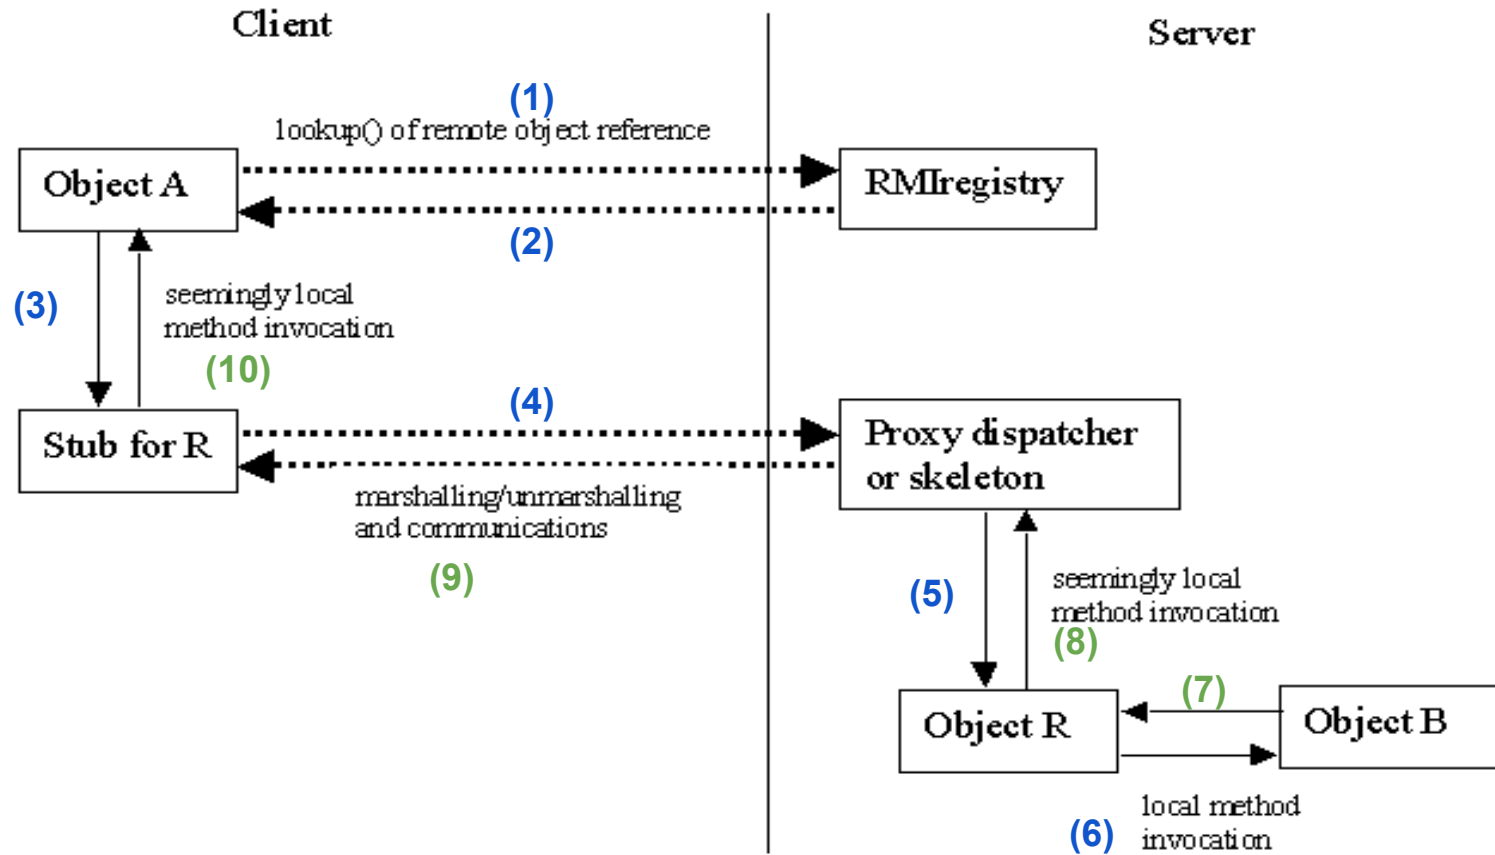 Client
Server
(1)
lookup() of remote object reference
Object A
RMIregistry
(2)
(3)
seemingly local
method invocation
(10)
(4)
Stub for R
Proxy dispatcher
or skeleton
marshalling/unmarshalling
and communications
(9)
(5)
seemingly local
method invocation
(8)
(7)
Object R
Object B
(6)
local method
invocation